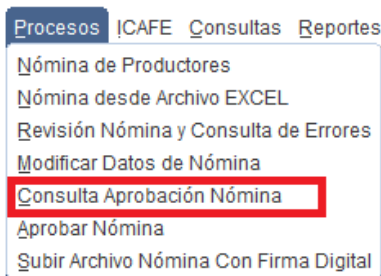 Procesos ICAFE Consultas Reportes
Nómina de Productores
Nómina desde Archivo EXCEL
Revisión Nómina y Consulta de Errores
Modificar Datos de Nómina
Consulta Aprobación Nómina
Aprobar Nómina
Subir Archivo Nómina Con Firma Digital